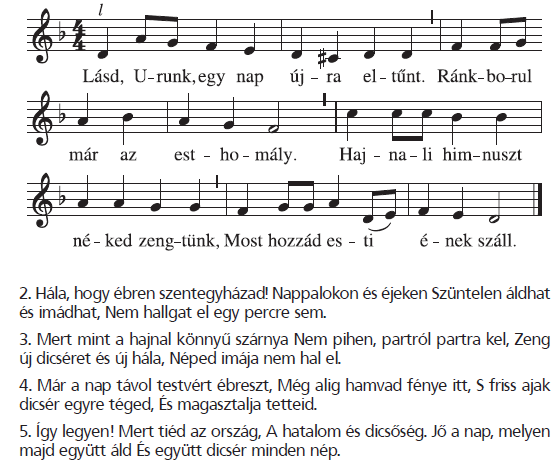 l
Lásd, U - runk, egy nap új - ra el - tűnt. Ránk - bo - rul
már az est - ho - mály. Haj - na - li him - nuszt
né - ked zeng - tünk, Most hozzád es - ti é - nek száll.
2. Hála, hogy ébren szentegyházad! Nappalokon és éjeken Szüntelen áldhat
és imádhat, Nem hallgat el egy percre sem.
3. Mert mint a hajnal könnyű szárnya Nem pihen, partról partra kel, Zeng
új dicséret és új hála, Néped imája nem hal el.
4. Már a nap távol testvért ébreszt, Még alig hamvad fénye itt, S friss ajak
dicsér egyre téged, És magasztalja tetteid.
5. Így legyen! Mert tiéd az ország, A hatalom és dicsőség. Jő a nap, melyen
majd együtt áld És együtt dicsér minden nép.